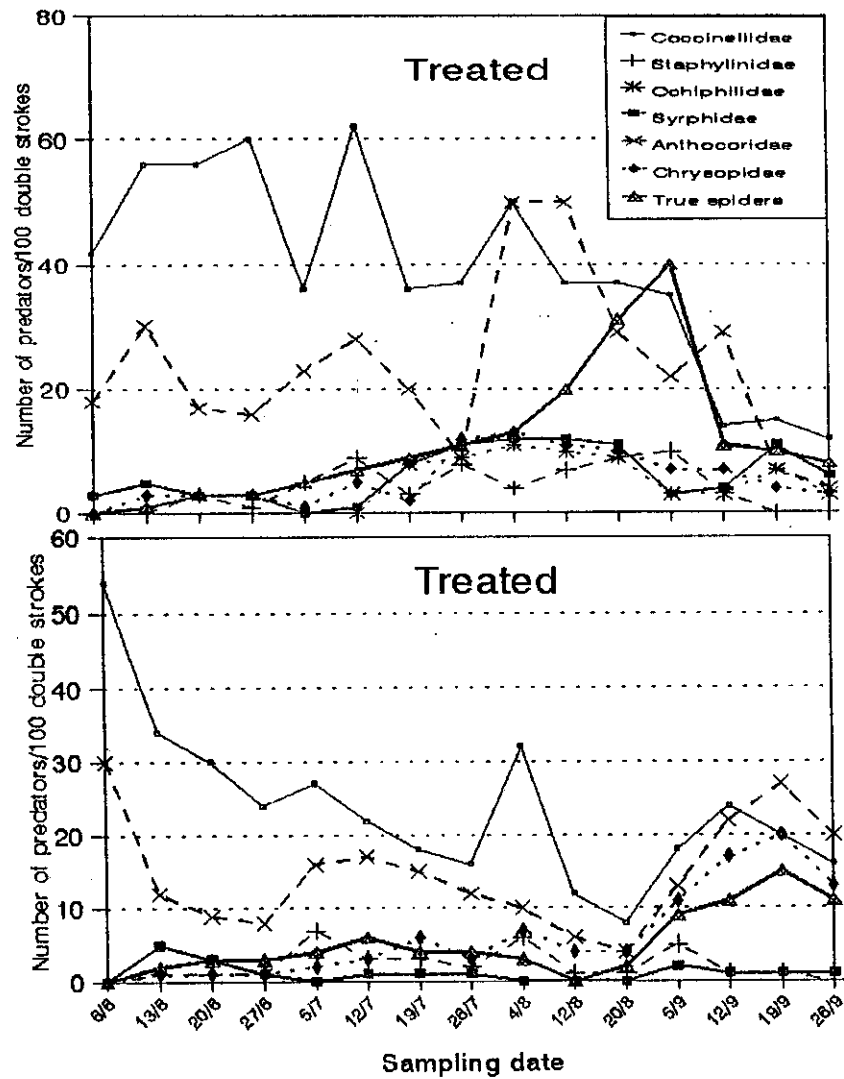 80
60
40
20
0
Number of predators/100 double strokes
Treated
Coccinellidae
Staphylinidae
Ochiphilidae
Syrphidae
Anthocoridae
Chrysopidae
True spiders
60
50
40
30
20
10
0
Number of predators/100 double strokes
Treated
6/6 13/6 20/6 27/6 5/7 12/7 19/7 28/7 4/8 12/8 20/8 5/9 12/9 19/9 28/9
Sampling date